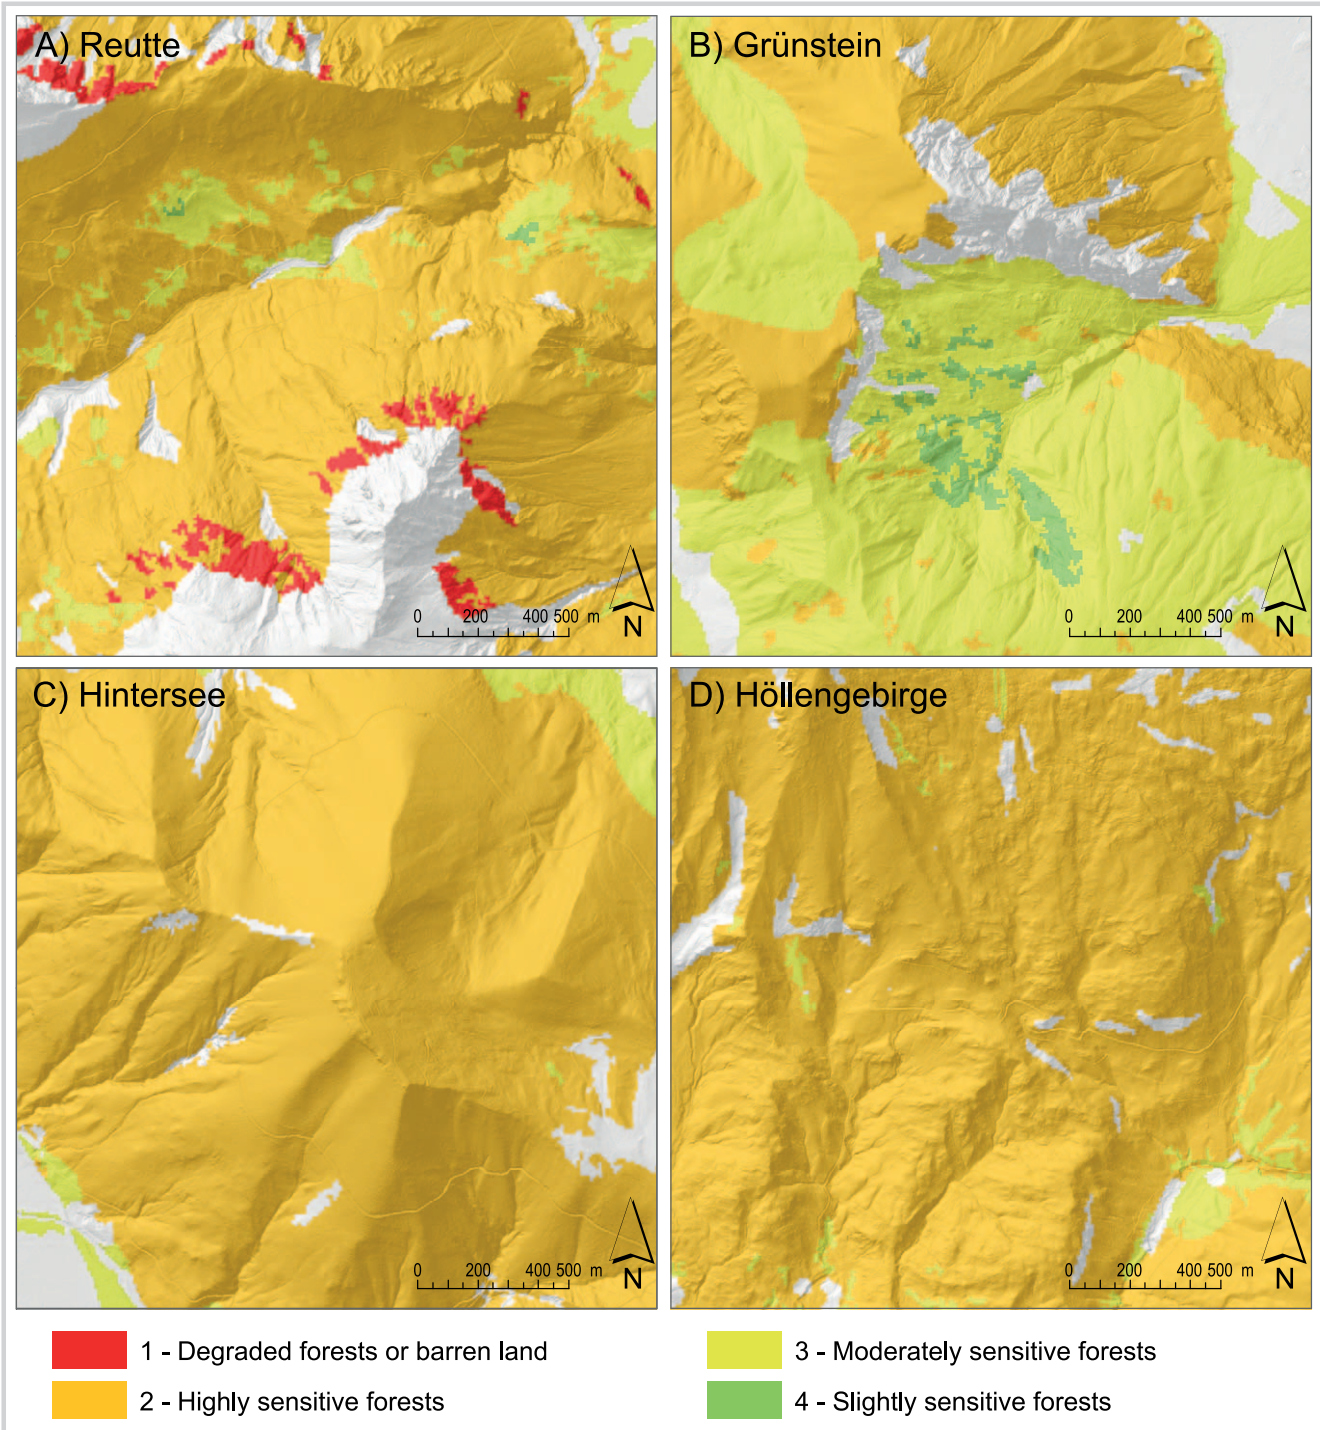 A) Reutte
B) Grünstein
0 200 400 500 m
N
0 200 400 500 m
N
C) Hintersee
D) Höllengebirge
0 200 400 500 m
N
0 200 400 500 m
N
1 - Degraded forests or barren land
3 - Moderately sensitive forests
2 - Highly sensitive forests
4 - Slightly sensitive forests